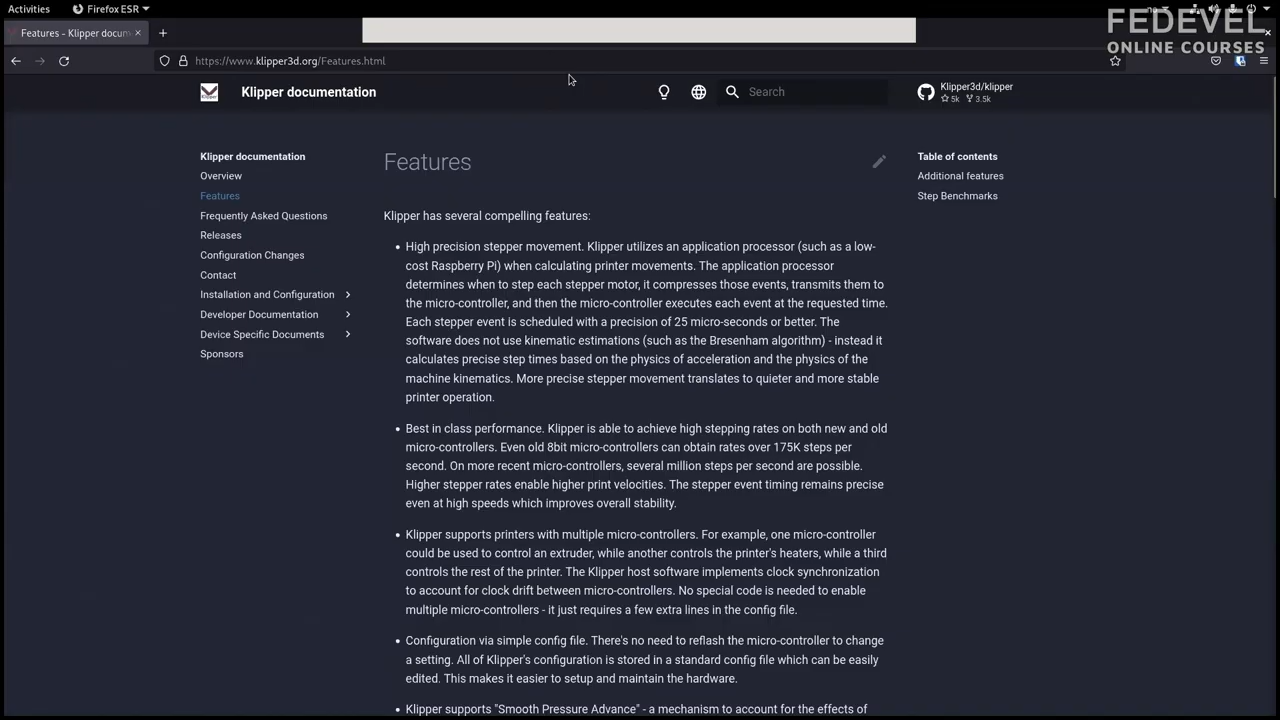 Activities
Firefox ESR
FEDEVEL
ONLINE COURSES
Features - Klipper docum
https://www.klipper3d.org/Features.html
Klipper documentation
Search
Klipper3d/klipper
5k 3.5k
Klipper documentation
Overview
Features
Frequently Asked Questions
Releases
Configuration Changes
Contact
Installation and Configuration
Developer Documentation
Device Specific Documents
Sponsors
Features
Klipper has several compelling features:
• High precision stepper movement. Klipper utilizes an application processor (such as a low-
cost Raspberry Pi) when calculating printer movements. The application processor
determines when to step each stepper motor, it compresses those events, transmits them to
the micro-controller, and then the micro-controller executes each event at the requested time.
Each stepper event is scheduled with a precision of 25 micro-seconds or better. The
software does not use kinematic estimations (such as the Bresenham algorithm) - instead it
calculates precise step times based on the physics of acceleration and the physics of the
machine kinematics. More precise stepper movement translates to quieter and more stable
printer operation.
• Best in class performance. Klipper is able to achieve high stepping rates on both new and old
micro-controllers. Even old 8bit micro-controllers can obtain rates over 175K steps per
second. On more recent micro-controllers, several million steps per second are possible.
Higher stepper rates enable higher print velocities. The stepper event timing remains precise
even at high speeds which improves overall stability.
• Klipper supports printers with multiple micro-controllers. For example, one micro-controller
could be used to control an extruder, while another controls the printer's heaters, while a third
controls the rest of the printer. The Klipper host software implements clock synchronization
to account for clock drift between micro-controllers. No special code is needed to enable
multiple micro-controllers - it just requires a few extra lines in the config file.
• Configuration via simple config file. There's no need to reflash the micro-controller to change
a setting. All of Klipper's configuration is stored in a standard config file which can be easily
edited. This makes it easier to setup and maintain the hardware.
• Klipper supports "Smooth Pressure Advance" - a mechanism to account for the effects of
Table of contents
Additional features
Step Benchmarks